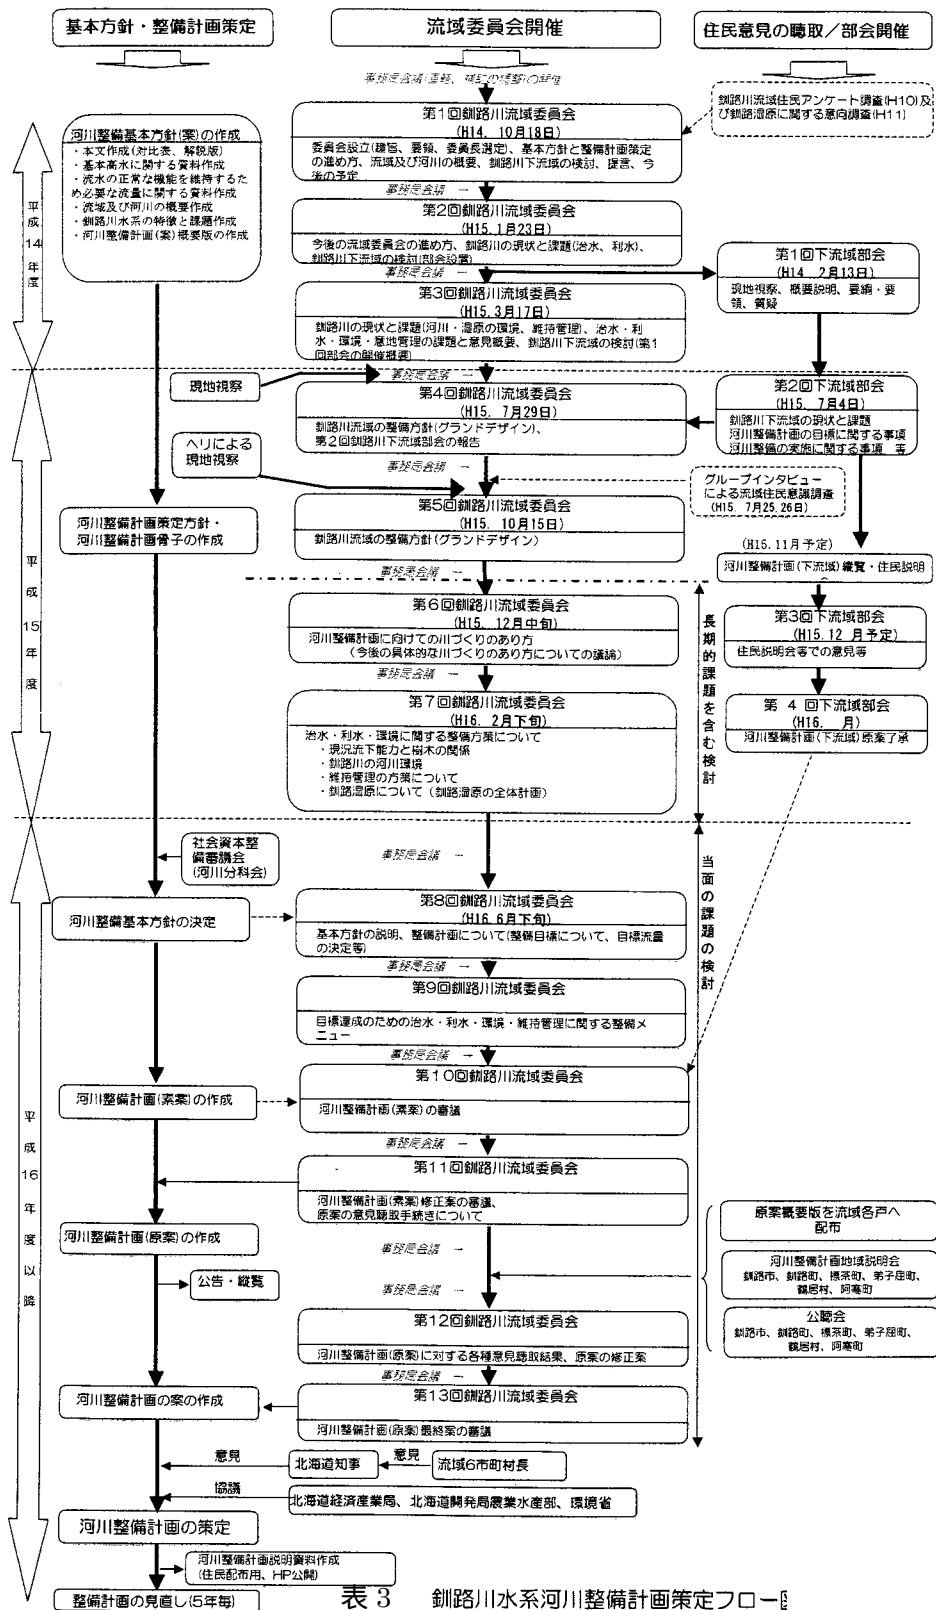 基本方針・整備計画策定
流域委員会開催
住民意見の聴取／部会開催
平成14年度
河川整備基本方針(案)の作成
・本文作成(対比表、解説版)
・基本高水に関する資料作成
・流水の正常な機能を維持するた
め必要な流量に関する資料作成
・流域及び河川の概要作成
・釧路川水系の特徴と課題作成
・河川整備計画(案)概要版の作成
第1回釧路川流域委員会
(H14. 10月18日)
委員会設立(趣旨、要領、委員長選定)、基本方針と整備計画策定
の進め方、流域及び河川の概要、釧路川下流域の検討、提言、今
後の予定
釧路川流域住民アンケート調査(H10)及
び釧路湿原に関する意向調査(H11)
事務局会議 －
第2回釧路川流域委員会
(H15.1月23日)
今後の流域委員会の進め方、釧路川の現状と課題(治水、利水)、
釧路川下流域の検討(部会設置)
事務局会議 －
第1回下流域部会
(H14. 2月13日)
現地視察、概要説明、要綱・要
領、質疑
第3回釧路川流域委員会
(H15.3月17日)
釧路川の現状と課題(河川・湿原の環境、維持管理)、治水・利
水・環境・意地管理の課題と意見概要、釧路川下流域の検討(第1
回部会の開催概要)
事務局会議 －
平成15年度
現地視察
第4回釧路川流域委員会
(H15. 7月29日)
釧路川流域の整備方針(グランドデザイン)、
第2回釧路川下流域部会の報告
第2回下流域部会
(H15. 7月4日)
釧路川下流域の現状と課題
河川整備計画の目標に関する事項
河川整備の実施に関する事項 等
ヘリによる
現地視察
事務局会議 －
グループインタビュー
による流域住民意識調査
(H15. 7月25,26日)
河川整備計画策定方針・
河川整備計画骨子の作成
第5回釧路川流域委員会
(H15. 10月15日)
釧路川流域の整備方針(グランドデザイン)
(H15.11月予定)
河川整備計画(下流域)縦覧・住民説明
事務局会議 －
第6回釧路川流域委員会
(H15. 12月中旬)
河川整備計画に向けての川づくりのあり方
(今後の具体的な川づくりのあり方についての議論)
長期的課題を含む検討
第3回下流域部会
(H15.12 月予定)
住民説明会等での意見等
事務局会議 －
第7回釧路川流域委員会
(H16. 2月下旬)
治水・利水・環境に関する整備方策について
・現況流下能力と樹木の関係
・釧路川の河川環境
・維持管理の方策について
・釧路湿原について(釧路湿原の全体計画)
第 4 回下流域部会
(H16. 月)
河川整備計画(下流域)原案了承
平成16年度以降
社会資本整
備審議会
(河川分科会)
事務局会議 －
当面の課題の検討
河川整備基本方針の決定
第8回釧路川流域委員会
(H16.6月下旬)
基本方針の説明、整備計画について(整備目標について、目標流量
の決定等)
事務局会議 －
第9回釧路川流域委員会
目標達成のための治水・利水・環境・維持管理に関する整備メ
ニュー
事務局会議 －
河川整備計画(素案)の作成
第10回釧路川流域委員会
河川整備計画(素案)の審議
事務局会議 －
第11回釧路川流域委員会
河川整備計画(素案)修正案の審議、
原案の意見聴取手続きについて
河川整備計画(原案)の作成
事務局会議 －
原案概要版を流域各戸へ
配布
河川整備計画地域説明会
釧路市、釧路町、標茶町、弟子屈町、
鶴居村、阿寒町
公聴会
釧路市、釧路町、標茶町、弟子屈町、
鶴居村、阿寒町
公告・縦覧
事務局会議 －
第12回釧路川流域委員会
河川整備計画(原案)に対する各種意見聴取結果、原案の修正案
事務局会議 －
河川整備計画の案の作成
第13回釧路川流域委員会
河川整備計画(原案)最終案の審議
意見
北海道知事
意見
流域6市町村長
協議
北海道経済産業局、北海道開発局農業水産部、環境省
河川整備計画の策定
河川整備計画説明資料作成
(住民配布用、HP公開)
整備計画の見直し(5年毎)
表3 釧路川水系河川整備計画策定フロー